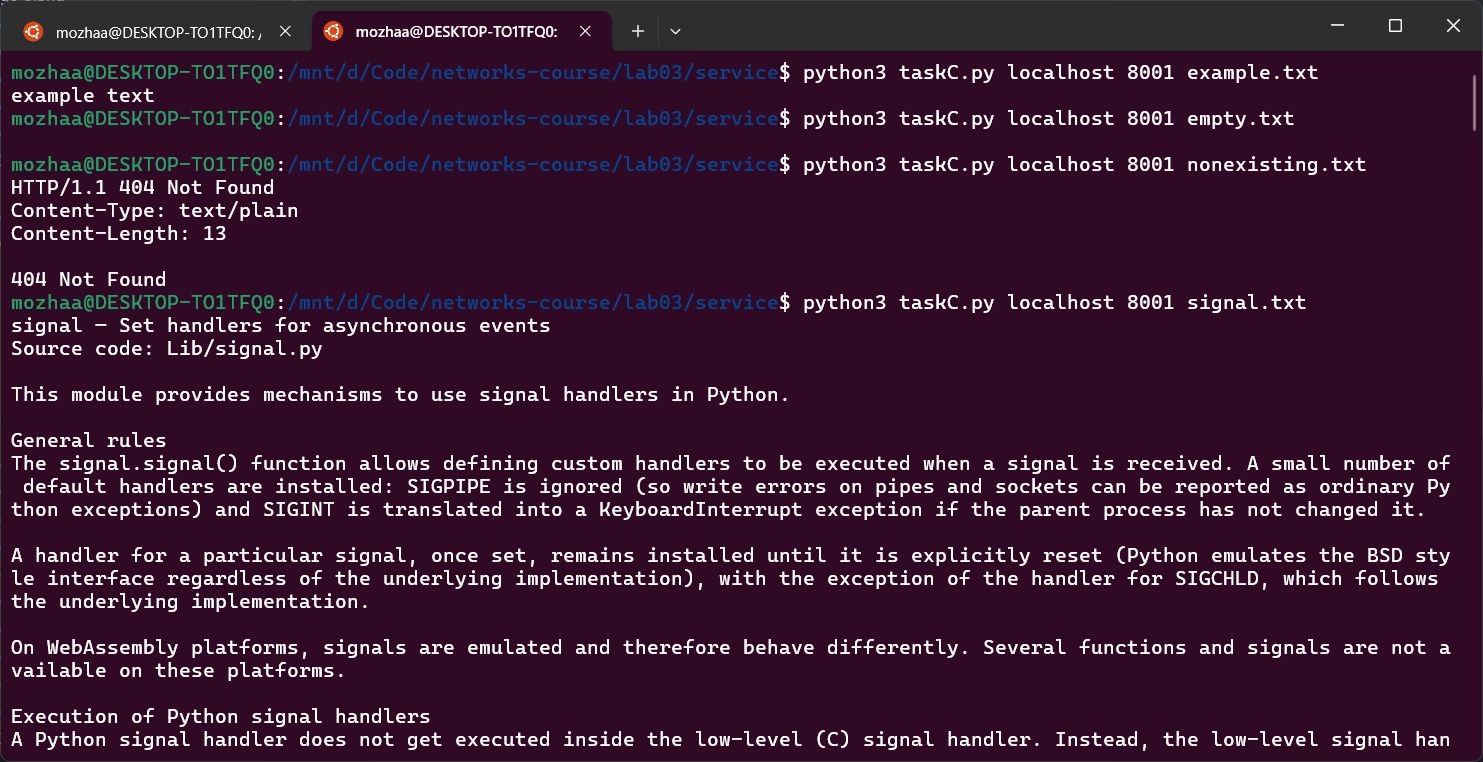 mozhaa@DESKTOP-TO1TFQ0: /
mozhaa@DESKTOP-TO1TFQ0:
mozhaa@DESKTOP-TO1TFQ0:/mnt/d/Code/networks-course/lab03/service$ python3 taskC.py localhost 8001 example.txt
example text
mozhaa@DESKTOP-TO1TFQ0:/mnt/d/Code/networks-course/lab03/service$ python3 taskC.py localhost 8001 empty.txt

mozhaa@DESKTOP-TO1TFQ0:/mnt/d/Code/networks-course/lab03/service$ python3 taskC.py localhost 8001 nonexisting.txt
HTTP/1.1 404 Not Found
Content-Type: text/plain
Content-Length: 13

404 Not Found
mozhaa@DESKTOP-TO1TFQ0:/mnt/d/Code/networks-course/lab03/service$ python3 taskC.py localhost 8001 signal.txt
signal — Set handlers for asynchronous events
Source code: Lib/signal.py

This module provides mechanisms to use signal handlers in Python.

General rules
The signal.signal() function allows defining custom handlers to be executed when a signal is received. A small number of
 default handlers are installed: SIGPIPE is ignored (so write errors on pipes and sockets can be reported as ordinary Py
thon exceptions) and SIGINT is translated into a KeyboardInterrupt exception if the parent process has not changed it.

A handler for a particular signal, once set, remains installed until it is explicitly reset (Python emulates the BSD sty
le interface regardless of the underlying implementation), with the exception of the handler for SIGCHLD, which follows
the underlying implementation.

On WebAssembly platforms, signals are emulated and therefore behave differently. Several functions and signals are not a
vailable on these platforms.

Execution of Python signal handlers
A Python signal handler does not get executed inside the low-level (C) signal handler. Instead, the low-level signal han